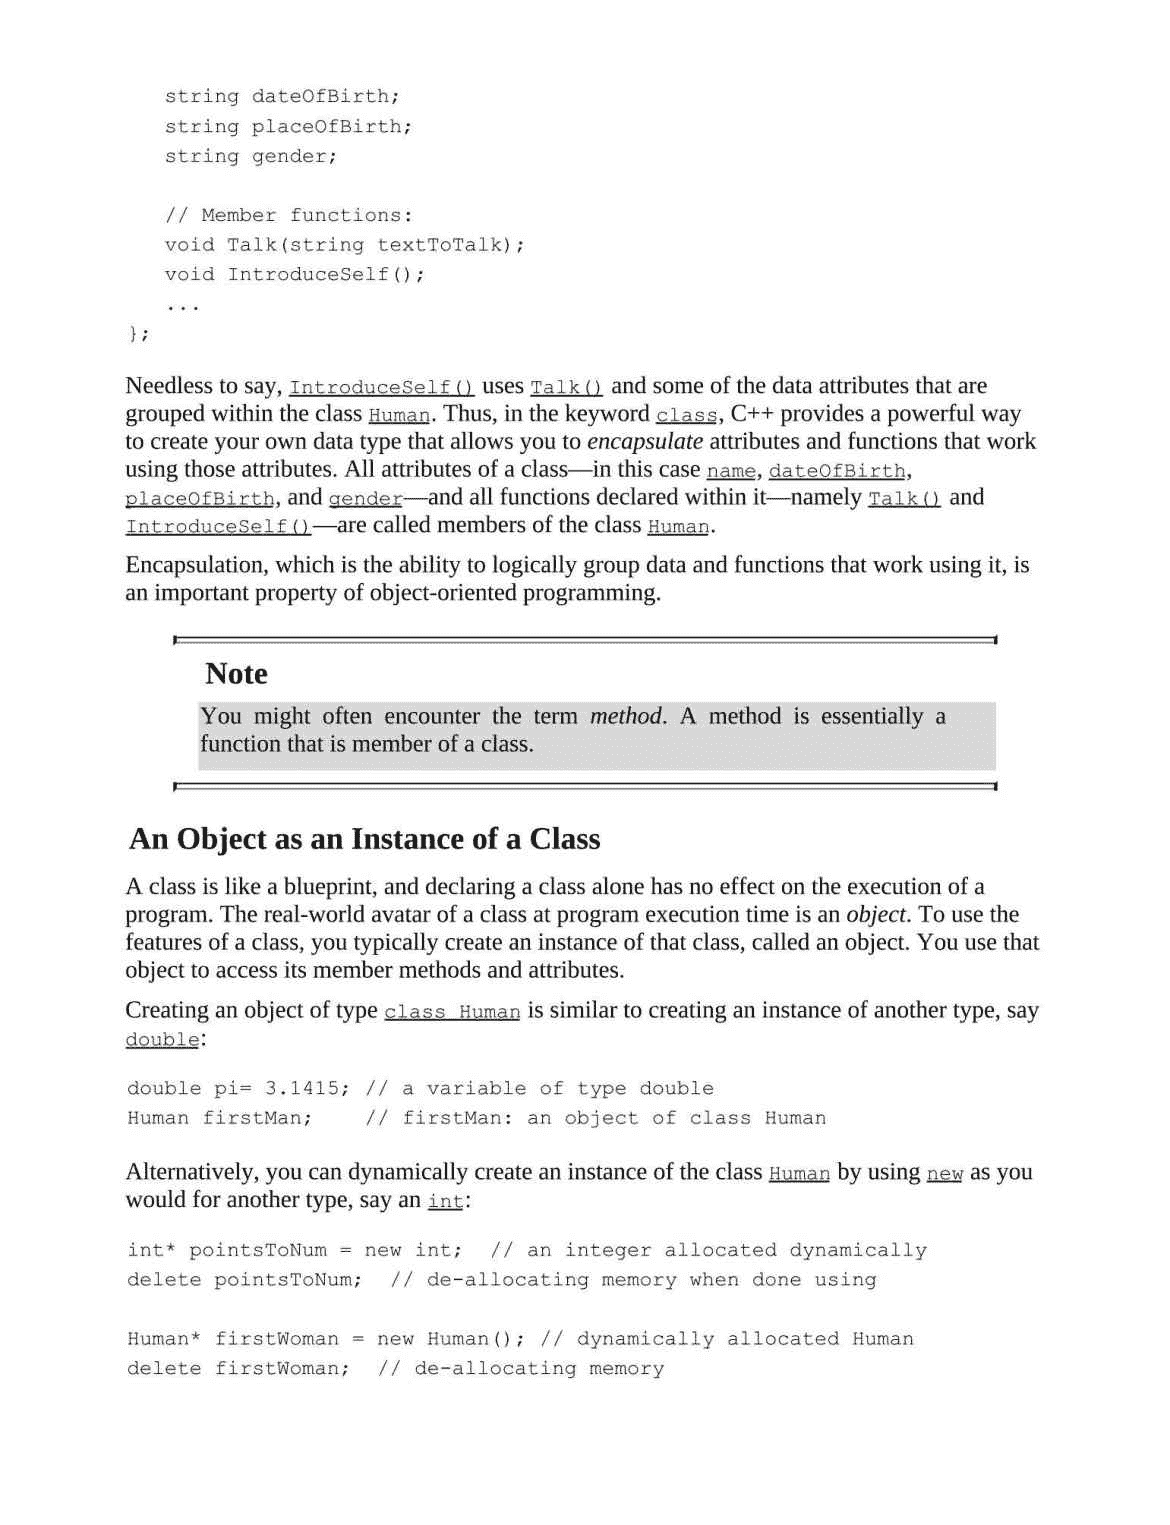 string dateOfBirth;
string placeOfBirth;
string gender;
// Member functions:
void Talk(string textToTalk);
void IntroduceSelf();
...
};
Needless to say, IntroduceSelf() uses Talk() and some of the data attributes that are
grouped within the class Human. Thus, in the keyword class, C++ provides a powerful way
to create your own data type that allows you to encapsulate attributes and functions that work
using those attributes. All attributes of a class—in this case name, dateOfBirth,
placeOfBirth, and gender—and all functions declared within it—namely Talk() and
IntroduceSelf()—are called members of the class Human.
Encapsulation, which is the ability to logically group data and functions that work using it, is
an important property of object-oriented programming.
Note
You might often encounter the term method. A method is essentially a
function that is member of a class.
An Object as an Instance of a Class
A class is like a blueprint, and declaring a class alone has no effect on the execution of a
program. The real-world avatar of a class at program execution time is an object. To use the
features of a class, you typically create an instance of that class, called an object. You use that
object to access its member methods and attributes.
Creating an object of type class Human is similar to creating an instance of another type, say
double:
double pi= 3.1415; // a variable of type double
Human firstMan; // firstMan: an object of class Human
Alternatively, you can dynamically create an instance of the class Human by using new as you
would for another type, say an int:
int* pointsToNum = new int; // an integer allocated dynamically
delete pointsToNum; // de-allocating memory when done using
Human* firstWoman = new Human(); // dynamically allocated Human
delete firstWoman; // de-allocating memory